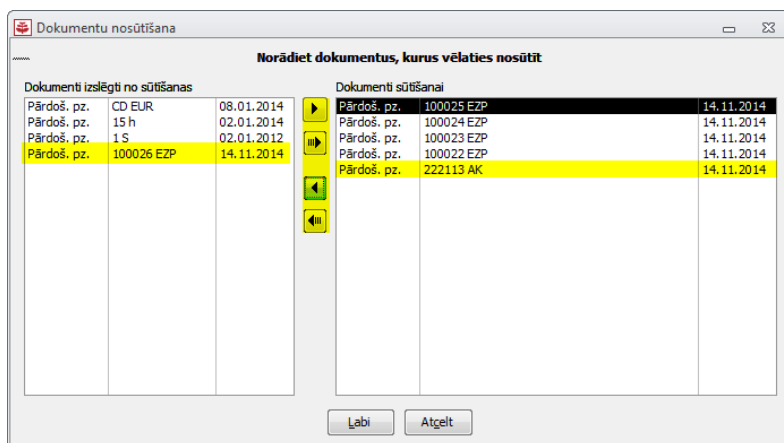 Dokumentu nosūtīšana
Norādiet dokumentus, kurus vēlaties nosūtīt
Dokumenti izslēgti no sūtīšanas
Pārdoš. pz. CD EUR 08.01.2014
Pārdoš. pz. 15 h 02.01.2014
Pārdoš. pz. 1 S 02.01.2012
Pārdoš. pz. 100026 EZP 14.11.2014
Dokumenti sūtīšanai
Pārdoš. pz. 100025 EZP 14.11.2014
Pārdoš. pz. 100024 EZP 14.11.2014
Pārdoš. pz. 100023 EZP 14.11.2014
Pārdoš. pz. 100022 EZP 14.11.2014
Pārdoš. pz. 222113 AK 14.11.2014
Labi
Atcelt